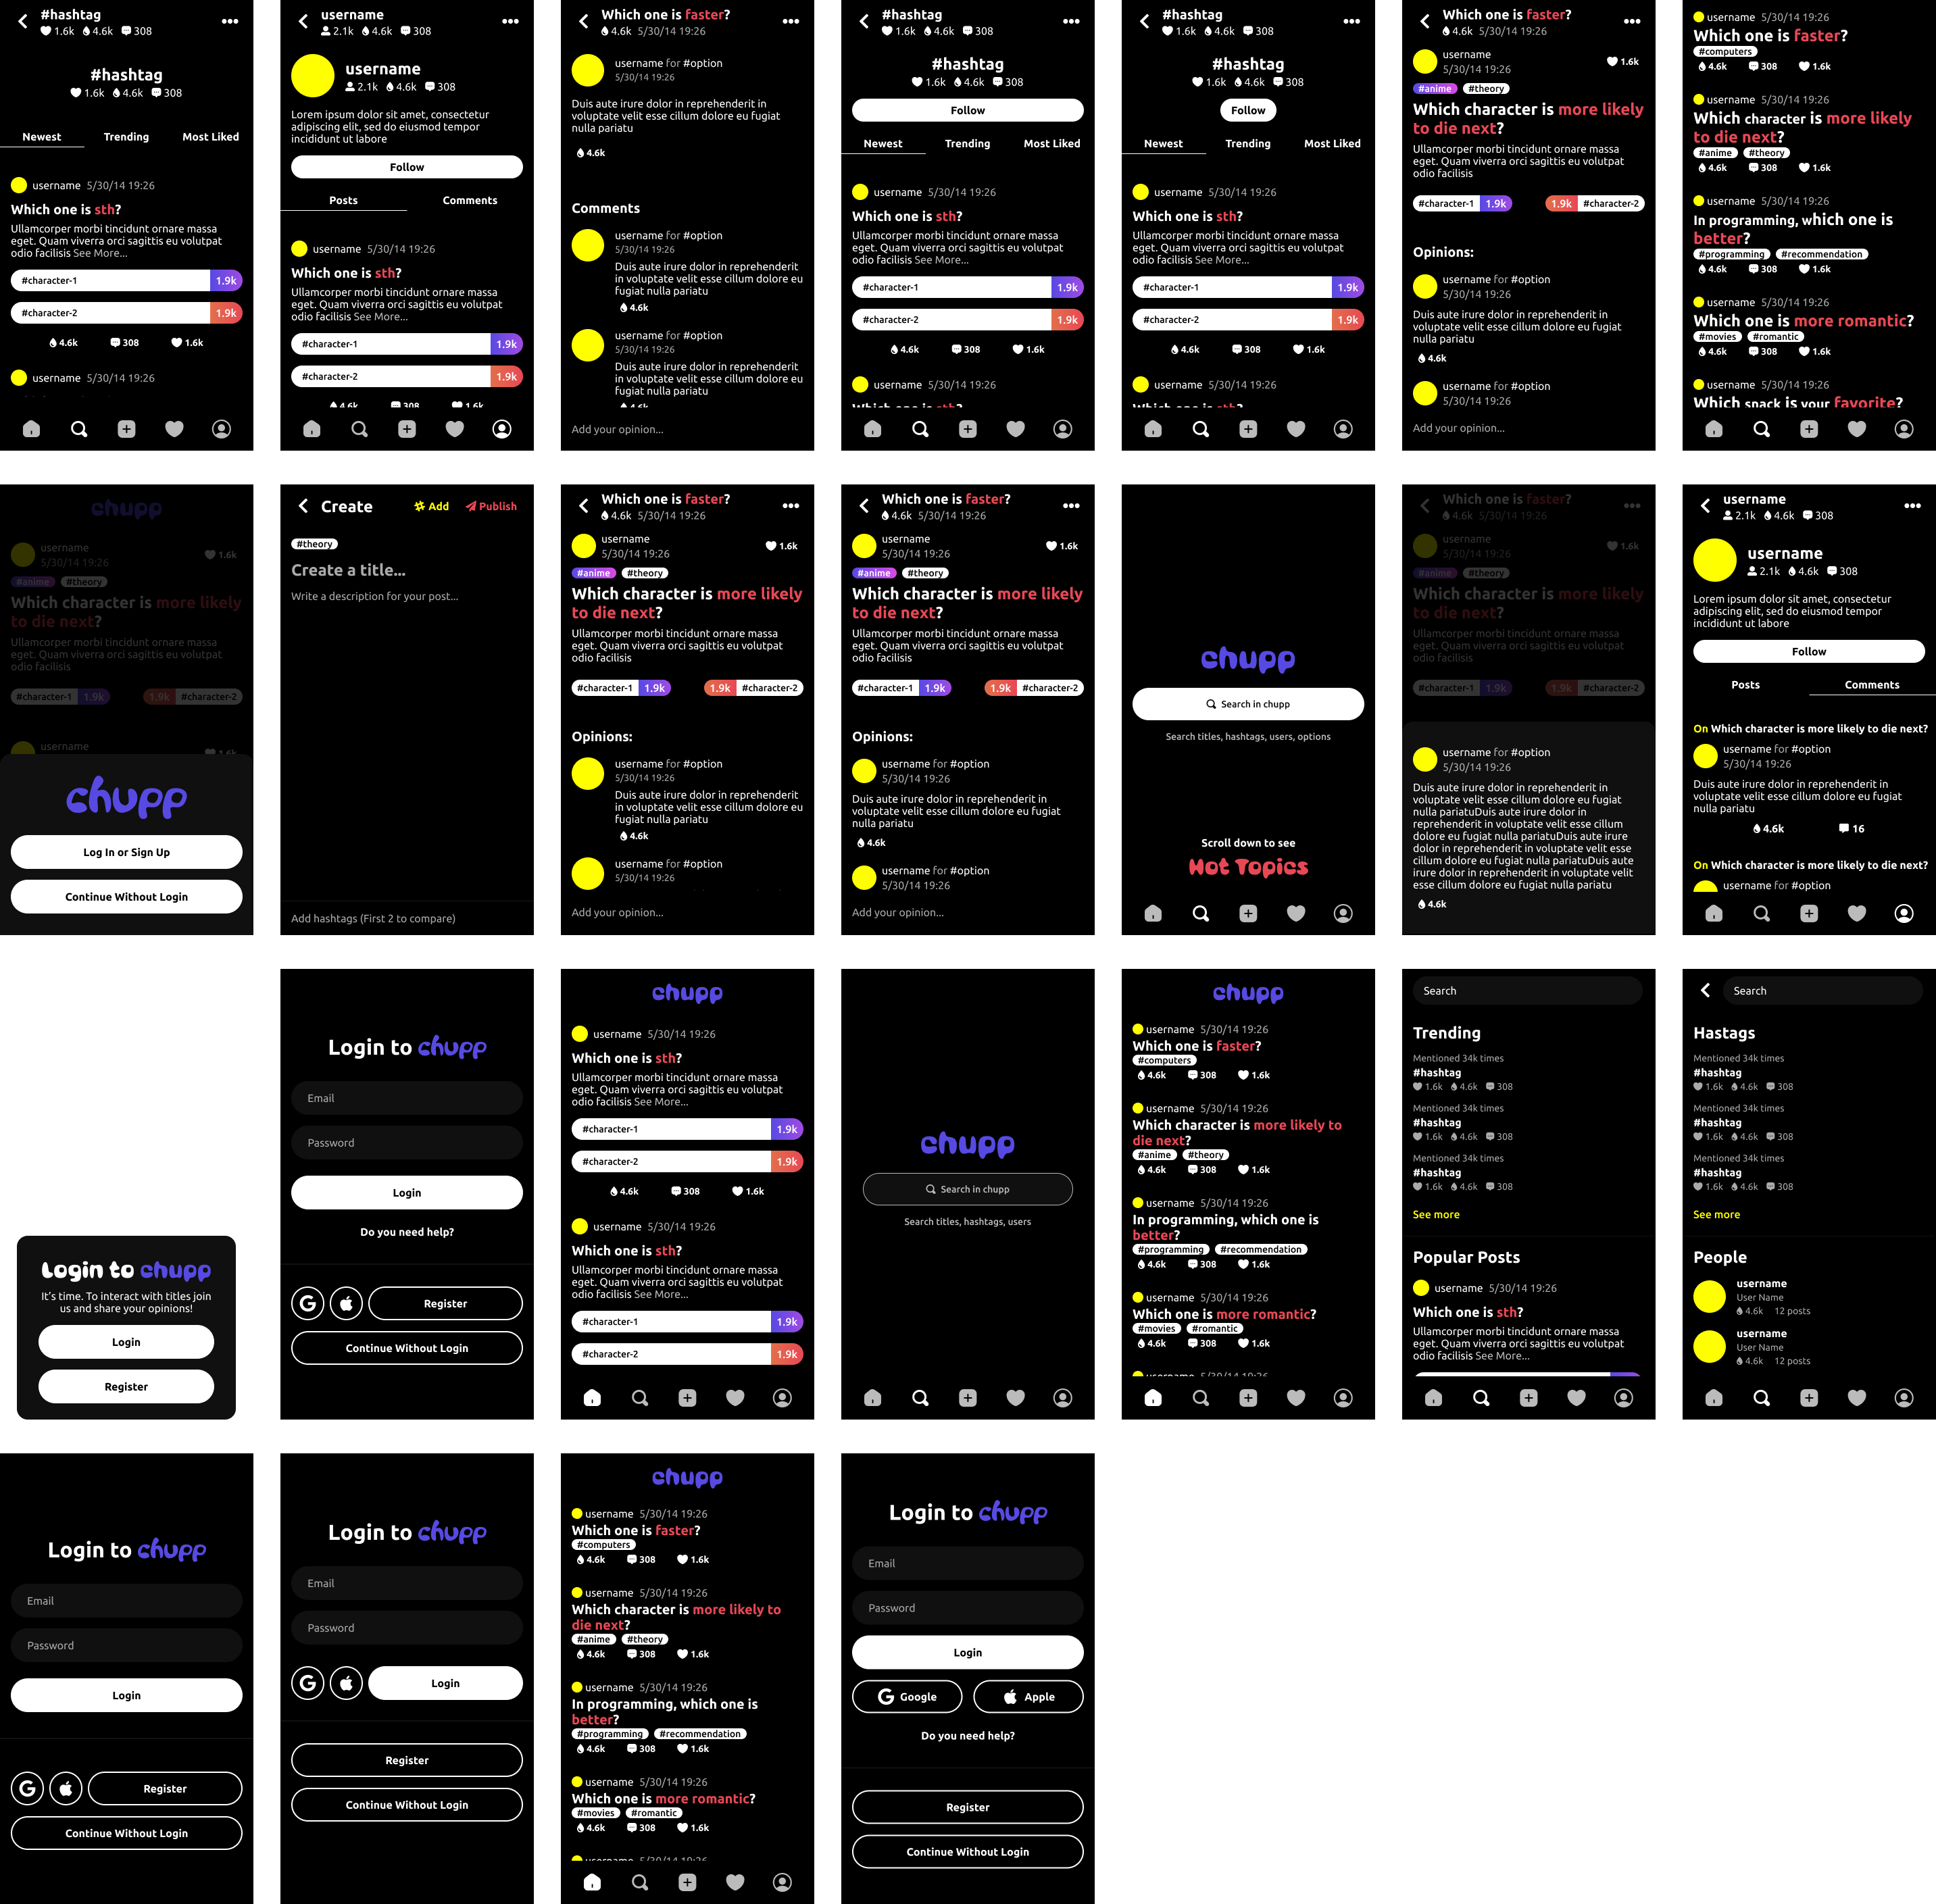 #hashtag
1.6k 4.6k 308
#hashtag
1.6k 4.6k 308
Newest Trending Most Liked
username 5/30/14 19:26
Which one is sth?
Ullamcorper morbi tincidunt ornare massa
eget. Quam viverra orci sagittis eu volutpat
odio facilisis See More...
#character-1 1.9k
#character-2 1.9k
4.6k 308 1.6k
username 5/30/14 19:26
username
2.1k 4.6k 308
username
2.1k 4.6k 308
Lorem ipsum dolor sit amet, consectetur
adipiscing elit, sed do eiusmod tempor
incididunt ut labore
Follow
Posts Comments
username 5/30/14 19:26
Which one is sth?
Ullamcorper morbi tincidunt ornare massa
eget. Quam viverra orci sagittis eu volutpat
odio facilisis See More...
#character-1 1.9k
#character-2 1.9k
4.6k 308 1.6k
Which one is faster?
4.6k 5/30/14 19:26
username for #option
5/30/14 19:26
Duis aute irure dolor in reprehenderit in
voluptate velit esse cillum dolore eu fugiat
nulla pariatu
4.6k
Comments
username for #option
5/30/14 19:26
Duis aute irure dolor in reprehenderit
in voluptate velit esse cillum dolore eu
fugiat nulla pariatu
4.6k
username for #option
5/30/14 19:26
Duis aute irure dolor in reprehenderit
in voluptate velit esse cillum dolore eu
fugiat nulla pariatu
4.6k
Add your opinion...
#hashtag
1.6k 4.6k 308
#hashtag
1.6k 4.6k 308
Follow
Newest Trending Most Liked
username 5/30/14 19:26
Which one is sth?
Ullamcorper morbi tincidunt ornare massa
eget. Quam viverra orci sagittis eu volutpat
odio facilisis See More...
#character-1 1.9k
#character-2 1.9k
4.6k 308 1.6k
username 5/30/14 19:26
Which one is sth?
#hashtag
1.6k 4.6k 308
#hashtag
1.6k 4.6k 308
Follow
Newest Trending Most Liked
username 5/30/14 19:26
Which one is sth?
Ullamcorper morbi tincidunt ornare massa
eget. Quam viverra orci sagittis eu volutpat
odio facilisis See More...
#character-1 1.9k
#character-2 1.9k
4.6k 308 1.6k
username 5/30/14 19:26
Which one is sth?
Which one is faster?
4.6k 5/30/14 19:26
username
5/30/14 19:26
1.6k
#anime #theory
Which character is more likely
to die next?
Ullamcorper morbi tincidunt ornare massa
eget. Quam viverra orci sagittis eu volutpat
odio facilisis
#character-1 1.9k 1.9k #character-2
Opinions:
username for #option
5/30/14 19:26
Duis aute irure dolor in reprehenderit in
voluptate velit esse cillum dolore eu fugiat
nulla pariatu
4.6k
username for #option
5/30/14 19:26
Add your opinion...
username 5/30/14 19:26
Which one is faster?
#computers
4.6k 308 1.6k
username 5/30/14 19:26
Which character is more likely
to die next?
#anime #theory
4.6k 308 1.6k
username 5/30/14 19:26
In programming, which one is
better?
#programming #recommendation
4.6k 308 1.6k
username 5/30/14 19:26
Which one is more romantic?
#movies #romantic
4.6k 308 1.6k
username 5/30/14 19:26
Which snack is your favorite?
chupp
username
5/30/14 19:26
1.6k
#anime #theory
Which character is more likely
to die next?
Ullamcorper morbi tincidunt ornare massa
eget. Quam viverra orci sagittis eu volutpat
odio facilisis
#character-1 1.9k 1.9k #character-2
username
1.6k
chupp
Log In or Sign Up
Continue Without Login
Create Add Publish
#theory
Create a title...
Write a description for your post...
Add hashtags (First 2 to compare)
Which one is faster?
4.6k 5/30/14 19:26
username
5/30/14 19:26
1.6k
#anime #theory
Which character is more likely
to die next?
Ullamcorper morbi tincidunt ornare massa
eget. Quam viverra orci sagittis eu volutpat
odio facilisis
#character-1 1.9k 1.9k #character-2
Opinions:
username for #option
5/30/14 19:26
Duis aute irure dolor in reprehenderit
in voluptate velit esse cillum dolore eu
fugiat nulla pariatu
4.6k
username for #option
5/30/14 19:26
Add your opinion...
Which one is faster?
4.6k 5/30/14 19:26
username
5/30/14 19:26
1.6k
#anime #theory
Which character is more likely
to die next?
Ullamcorper morbi tincidunt ornare massa
eget. Quam viverra orci sagittis eu volutpat
odio facilisis
#character-1 1.9k 1.9k #character-2
Opinions:
username for #option
5/30/14 19:26
Duis aute irure dolor in reprehenderit in
voluptate velit esse cillum dolore eu fugiat
nulla pariatu
4.6k
username for #option
5/30/14 19:26
Add your opinion...
chupp
Search in chupp
Search titles, hashtags, users, options
Scroll down to see
Hot Topics
Which one is faster?
4.6k 5/30/14 19:26
username
5/30/14 19:26
1.6k
#anime #theory
Which character is more likely
to die next?
Ullamcorper morbi tincidunt ornare massa
eget. Quam viverra orci sagittis eu volutpat
odio facilisis
#character-1 1.9k 1.9k #character-2
username for #option
5/30/14 19:26
Duis aute irure dolor in reprehenderit in
voluptate velit esse cillum dolore eu fugiat
nulla pariatuDuis aute irure dolor in
reprehenderit in voluptate velit esse cillum
dolore eu fugiat nulla pariatuDuis aute irure
dolor in reprehenderit in voluptate velit esse
cillum dolore eu fugiat nulla pariatuDuis aute
irure dolor in reprehenderit in voluptate velit
esse cillum dolore eu fugiat nulla pariatu
4.6k
username
2.1k 4.6k 308
username
2.1k 4.6k 308
Lorem ipsum dolor sit amet, consectetur
adipiscing elit, sed do eiusmod tempor
incididunt ut labore
Follow
Posts Comments
On Which character is more likely to die next?
username for #option
5/30/14 19:26
Duis aute irure dolor in reprehenderit in
voluptate velit esse cillum dolore eu fugiat
nulla pariatu
4.6k 16
On Which character is more likely to die next?
username for #option
Login to chupp
It's time. To interact with titles join
us and share your opinions!
Login
Register
Login to chupp
Email
Password
Login
Do you need help?
Register
Continue Without Login
chupp
username 5/30/14 19:26
Which one is sth?
Ullamcorper morbi tincidunt ornare massa
eget. Quam viverra orci sagittis eu volutpat
odio facilisis See More...
#character-1 1.9k
#character-2 1.9k
4.6k 308 1.6k
username 5/30/14 19:26
Which one is sth?
Ullamcorper morbi tincidunt ornare massa
eget. Quam viverra orci sagittis eu volutpat
odio facilisis See More...
#character-1 1.9k
#character-2 1.9k
chupp
Search in chupp
Search titles, hashtags, users
chupp
username 5/30/14 19:26
Which one is faster?
#computers
4.6k 308 1.6k
username 5/30/14 19:26
Which character is more likely to
die next?
#anime #theory
4.6k 308 1.6k
username 5/30/14 19:26
In programming, which one is
better?
#programming #recommendation
4.6k 308 1.6k
username 5/30/14 19:26
Which one is more romantic?
#movies #romantic
4.6k 308 1.6k
username 5/30/14 19:26
Search
Trending
Mentioned 34k times
#hashtag
1.6k 4.6k 308
Mentioned 34k times
#hashtag
1.6k 4.6k 308
Mentioned 34k times
#hashtag
1.6k 4.6k 308
See more
Popular Posts
username 5/30/14 19:26
Which one is sth?
Ullamcorper morbi tincidunt ornare massa
eget. Quam viverra orci sagittis eu volutpat
odio facilisis See More...
Search
Hastags
Mentioned 34k times
#hashtag
1.6k 4.6k 308
Mentioned 34k times
#hashtag
1.6k 4.6k 308
Mentioned 34k times
#hashtag
1.6k 4.6k 308
See more
People
username
User Name
4.6k 12 posts
username
User Name
4.6k 12 posts
Login to chupp
Email
Password
Login
Register
Continue Without Login
Login to chupp
Email
Password
Login
Register
Continue Without Login
chupp
username 5/30/14 19:26
Which one is faster?
#computers
4.6k 308 1.6k
username 5/30/14 19:26
Which character is more likely to
die next?
#anime #theory
4.6k 308 1.6k
username 5/30/14 19:26
In programming, which one is
better?
#programming #recommendation
4.6k 308 1.6k
username 5/30/14 19:26
Which one is more romantic?
#movies #romantic
4.6k 308 1.6k
username 5/30/14 19:26
Login to chupp
Email
Password
Login
Google Apple
Do you need help?
Register
Continue Without Login